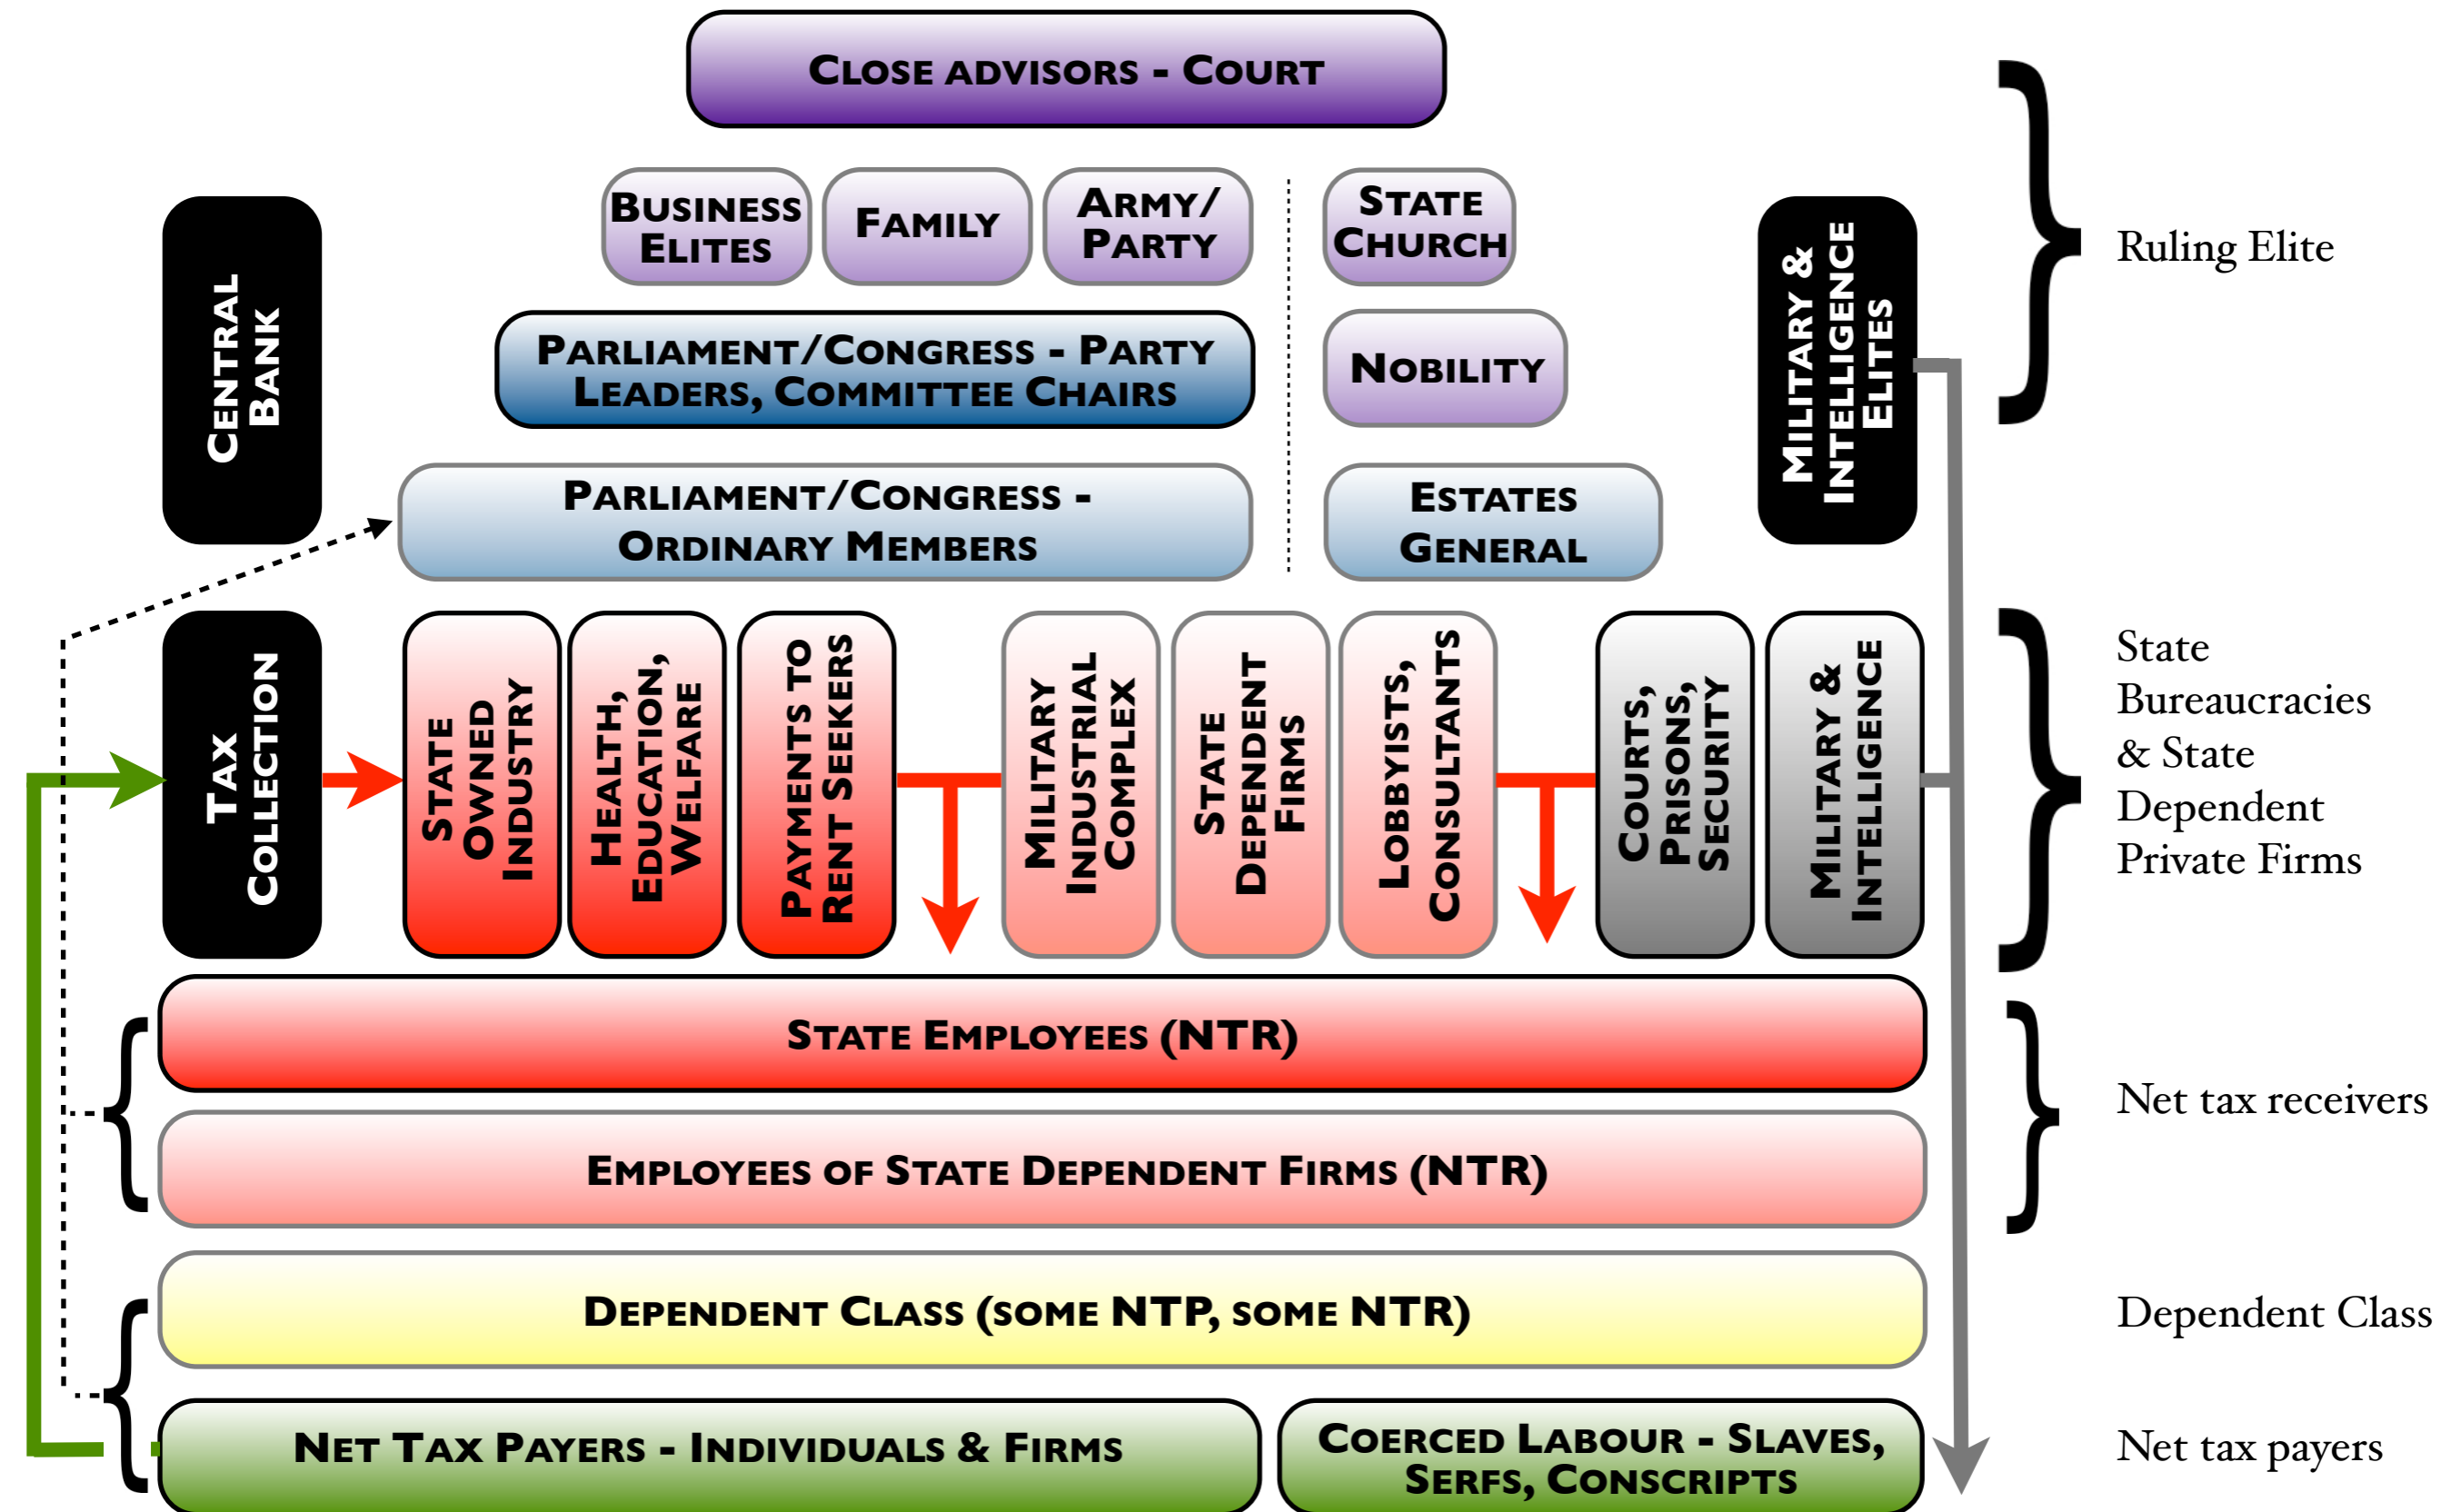 CLOSE ADVISORS - COURT
BUSINESS
ELITES
FAMILY
ARMY/
PARTY
STATE
CHURCH
CENTRAL
BANK
MILITARY &
INTELLIGENCE
ELITES
Ruling Elite
PARLIAMENT/CONGRESS - PARTY
LEADERS, COMMITTEE CHAIRS
NOBILITY
PARLIAMENT/CONGRESS -
ORDINARY MEMBERS
ESTATES
GENERAL
TAX
COLLECTION
STATE
OWNED
INDUSTRY
HEALTH,
EDUCATION,
WELFARE
PAYMENTS TO
RENT SEEKERS
MILITARY
INDUSTRIAL
COMPLEX
STATE
DEPENDENT
FIRMS
LOBBYISTS,
CONSULTANTS
COURTS,
PRISONS,
SECURITY
MILITARY &
INTELLIGENCE
State
Bureaucracies
& State
Dependent
Private Firms
STATE EMPLOYEES (NTR)
EMPLOYEES OF STATE DEPENDENT FIRMS (NTR)
Net tax receivers
DEPENDENT CLASS (SOME NTP, SOME NTR)
Dependent Class
NET TAX PAYERS - INDIVIDUALS & FIRMS
COERCED LABOUR - SLAVES,
SERFS, CONSCRIPTS
Net tax payers